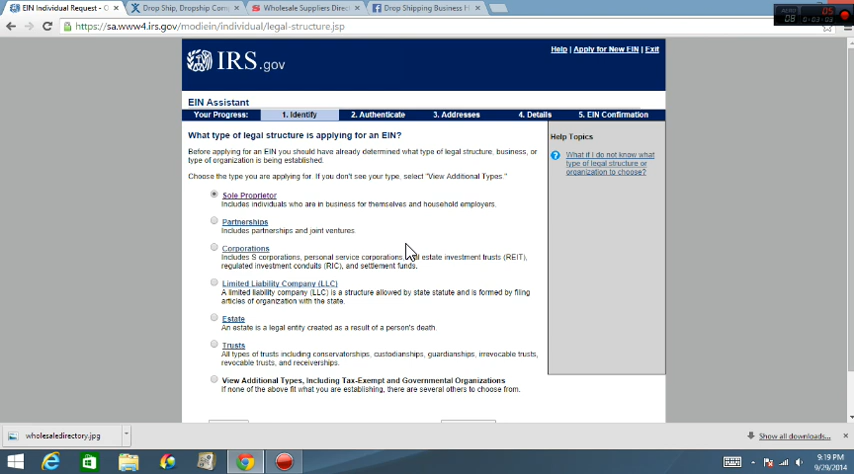 EIN Individual Request - O
Drop Ship, Dropship Com
Wholesale Suppliers Direc
Drop Shipping Business H
https://sa.www4.irs.gov/modiein/individual/legal-structure.jsp
IRS.gov
Help | Apply for New EIN | Exit
EIN Assistant
Your Progress: 1. Identify 2. Authenticate 3. Addresses 4. Details 5. EIN Confirmation
What type of legal structure is applying for an EIN?
Before applying for an EIN you should have already determined what type of legal structure, business, or
type of organization is being established.
Choose the type you are applying for. If you don't see your type, select "View Additional Types."
Sole Proprietor
Includes individuals who are in business for themselves and household employers.
Partnerships
Includes partnerships and joint ventures.
Corporations
Includes S corporations, personal service corporations, estate investment trusts (REIT),
regulated investment conduits (RIC), and settlement funds.
Limited Liability Company (LLC)
A limited liability company (LLC) is a structure allowed by state statute and is formed by filing
articles of organization with the state.
Estate
An estate is a legal entity created as a result of a person's death.
Trusts
All types of trusts including conservatorships, custodianships, guardianships, irrevocable trusts,
revocable trusts, and receiverships.
View Additional Types, Including Tax-Exempt and Governmental Organizations
If none of the above fit what you are establishing, there are several others to choose from.
Help Topics
What if I do not know what
type of legal structure or
organization to choose?
wholesaledirectory.jpg
Show all downloads...
9:19 PM
9/29/2014